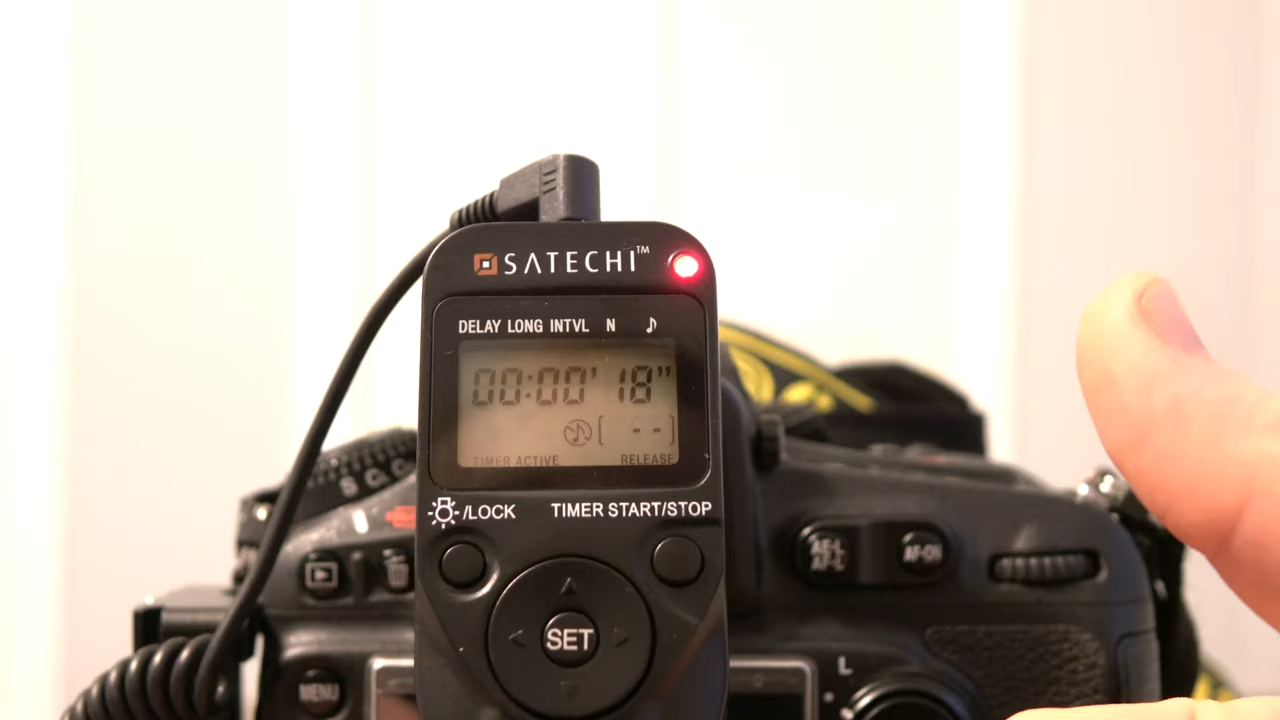 SATECHI™
DELAY LONG INTVL N ♪
00:00' 18"
[ -- ]
TIMER ACTIVE RELEASE
/LOCK TIMER START/STOP
S
AE-L
AF-L
AF-ON
SET
MENU
L